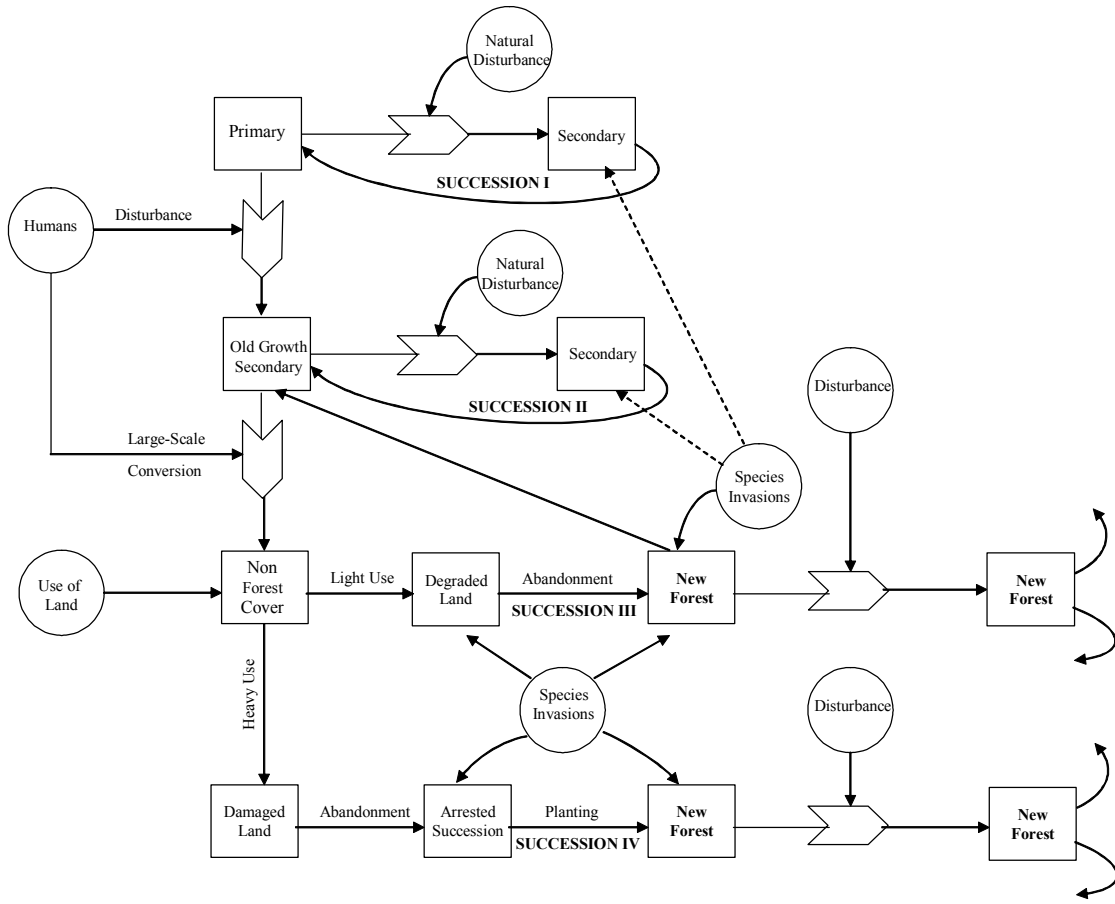 Natural
Disturbance
Primary
Secondary
SUCCESSION I
Humans
Disturbance
Natural
Disturbance
Old Growth
Secondary
Secondary
SUCCESSION II
Disturbance
Large-Scale
Conversion
Species
Invasions
Use of
Land
Non
Forest
Cover
Light Use
Degraded
Land
Abandonment
SUCCESSION III
New
Forest
New
Forest
Heavy Use
Species
Invasions
Disturbance
Damaged
Land
Abandonment
Arrested
Succession
Planting
SUCCESSION IV
New
Forest
New
Forest